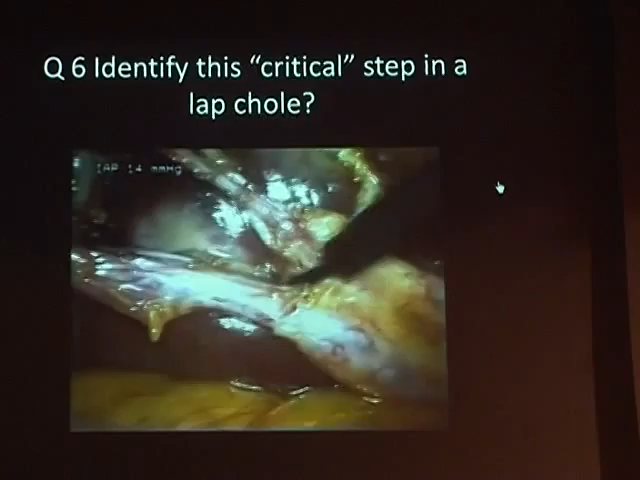 Q 6 Identify this “critical” step in a
lap chole?
IAP 14 mmHg